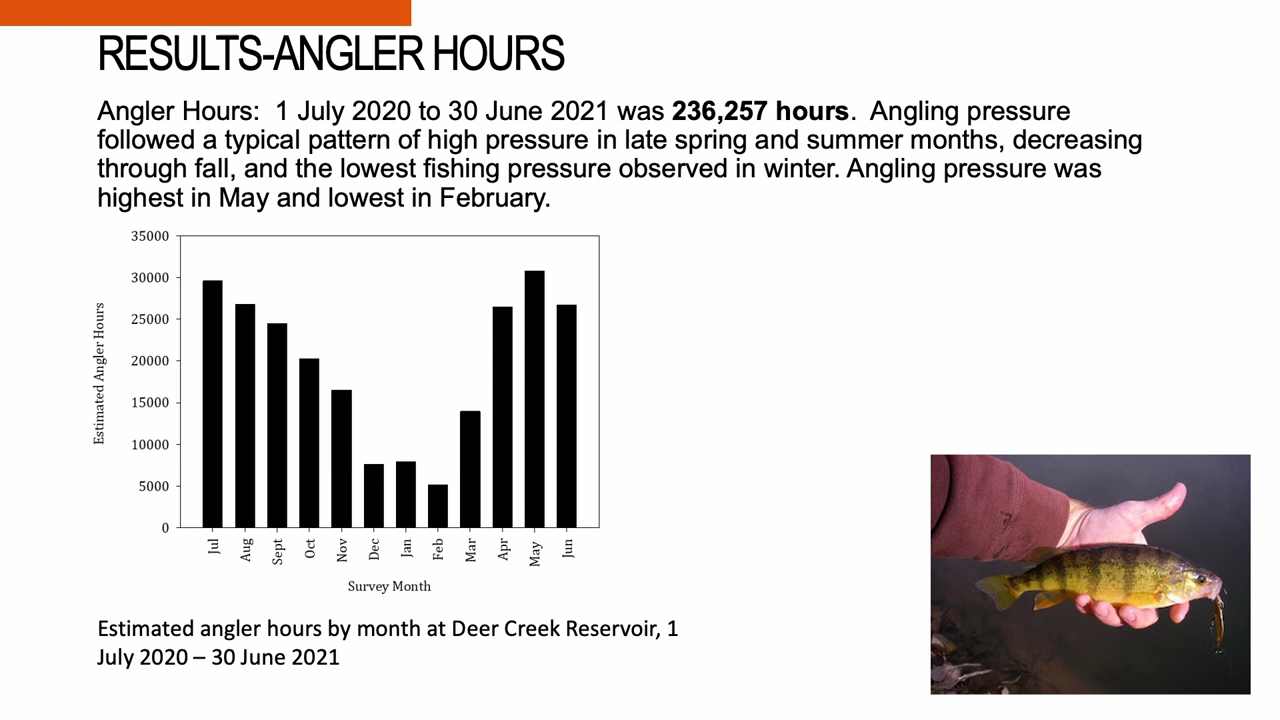 RESULTS-ANGLER HOURS
Angler Hours:  1 July 2020 to 30 June 2021 was 236,257 hours.  Angling pressure
followed a typical pattern of high pressure in late spring and summer months, decreasing
through fall, and the lowest fishing pressure observed in winter. Angling pressure was
highest in May and lowest in February.
35000
30000
25000
20000
15000
10000
5000
0
Estimated Angler Hours
Jul
Aug
Sept
Oct
Nov
Dec
Jan
Feb
Mar
Apr
May
Jun
Survey Month
Estimated angler hours by month at Deer Creek Reservoir, 1
July 2020 – 30 June 2021